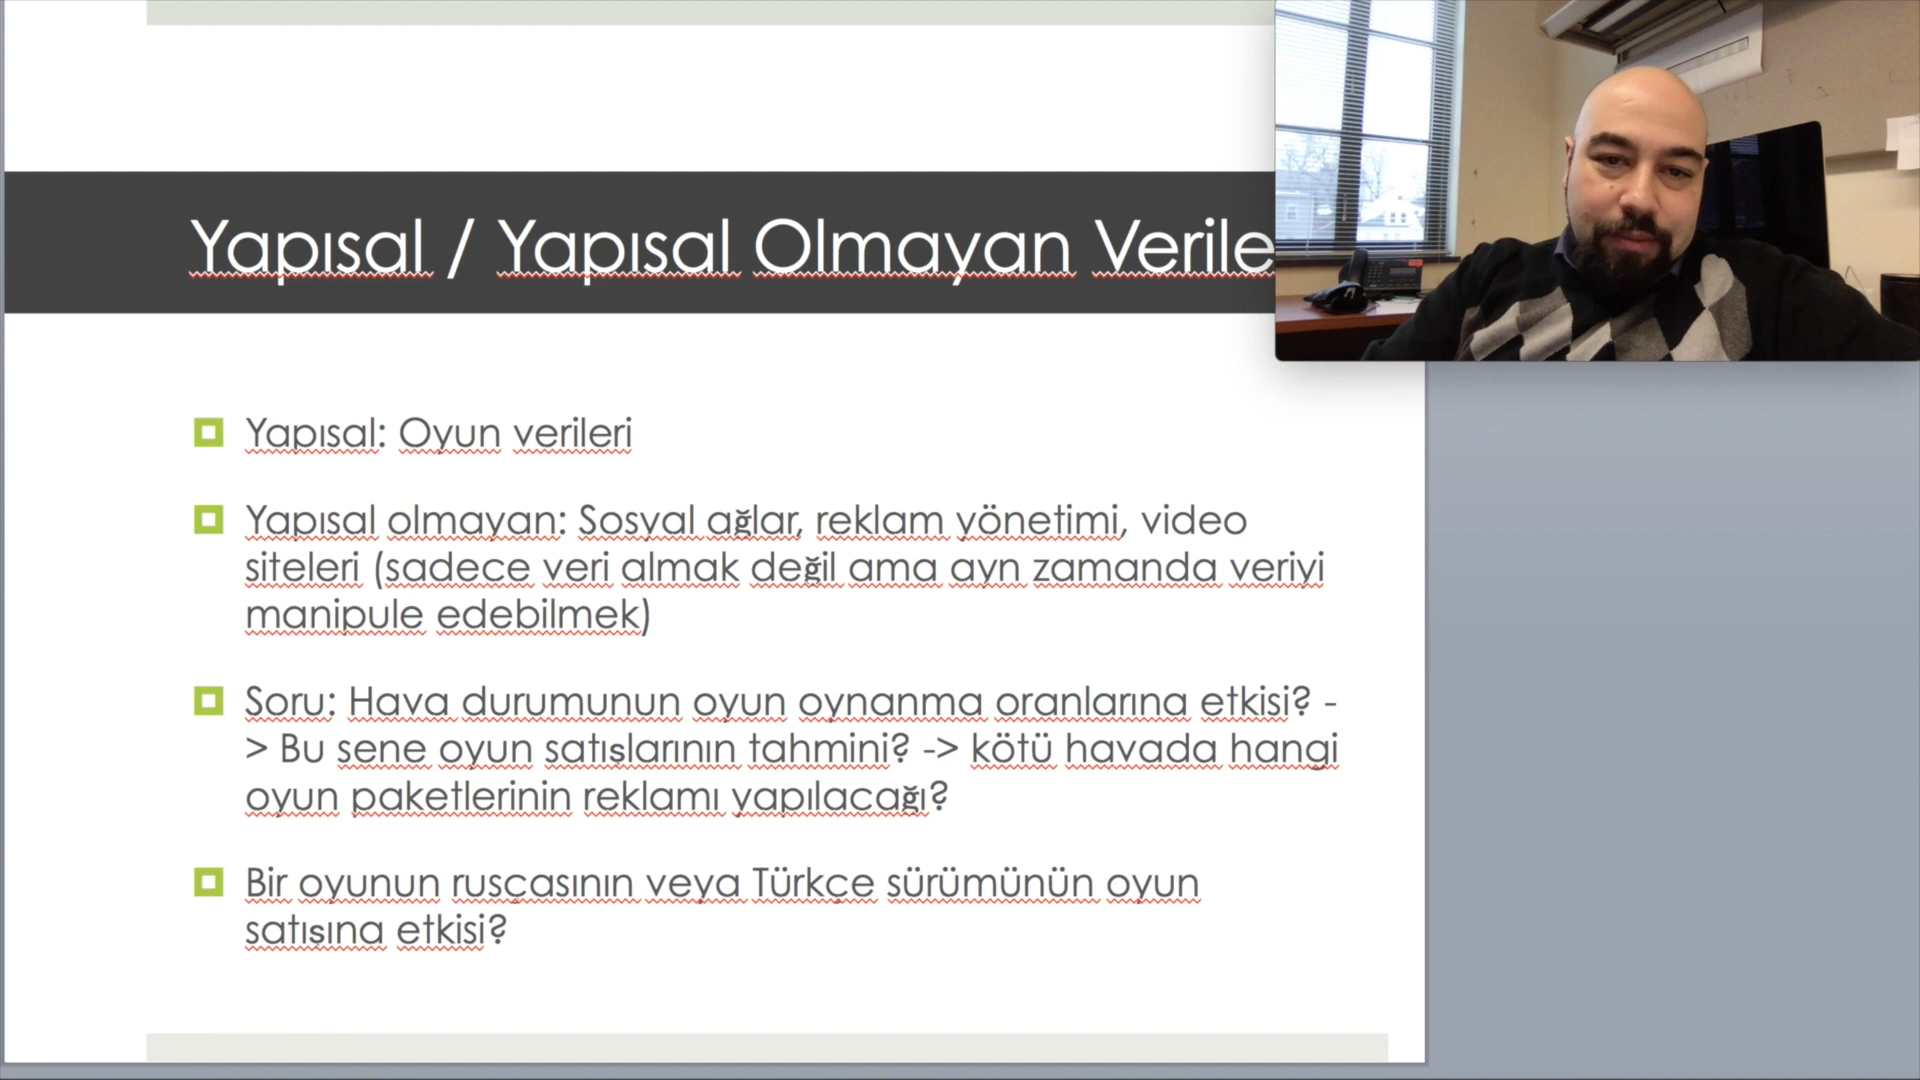 Yapısal / Yapısal Olmayan Verile
Yapısal: Oyun verileri
Yapısal olmayan: Sosyal ağlar, reklam yönetimi, video
siteleri (sadece veri almak değil ama ayn zamanda veriyi
manipule edebilmek)
Soru: Hava durumunun oyun oynanma oranlarına etkisi? -
> Bu sene oyun satışlarının tahmini? -> kötü havada hangi
oyun paketlerinin reklamı yapılacağı?
Bir oyunun rusçasının veya Türkçe sürümünün oyun
satışına etkisi?